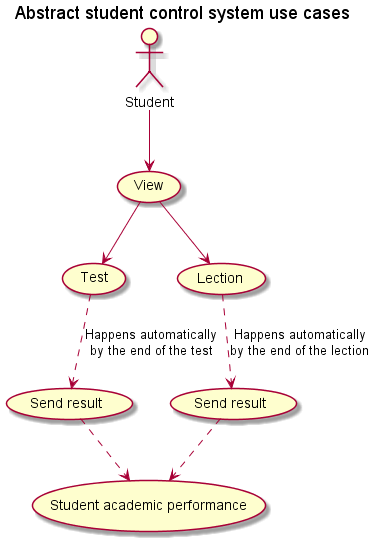 Abstract student control system use cases
Student
View
Test
Lection
Happens automatically
by the end of the test
Happens automatically
by the end of the lection
Send result
Send result
Student academic performance